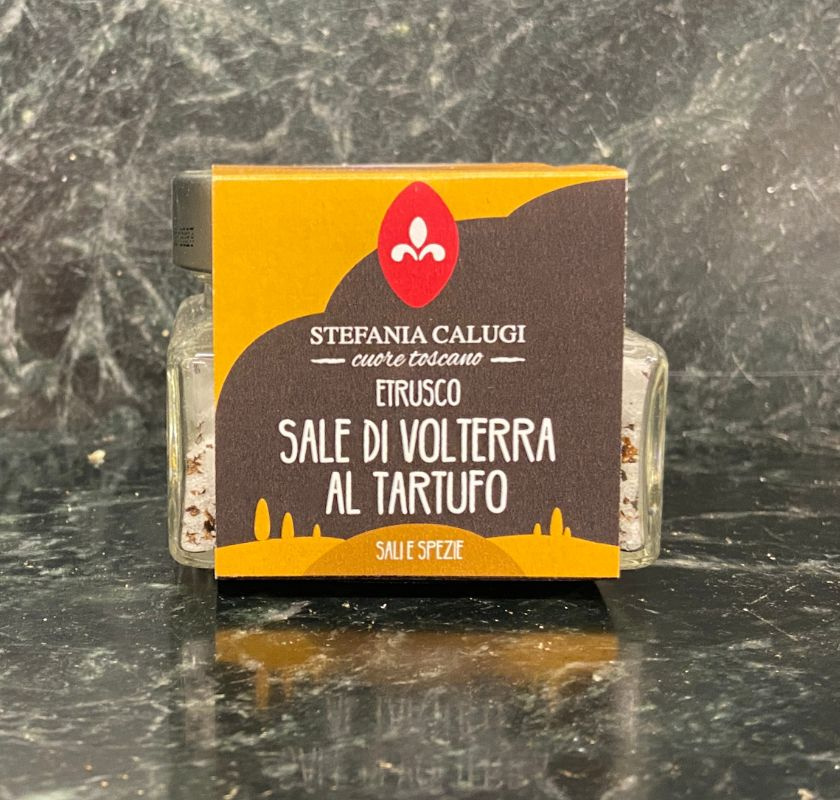 STEFANIA CALUGI
cuore toscano
ETRUSCO
SALE DI VOLTERRA
AL TARTUFO
SALI E SPEZIE